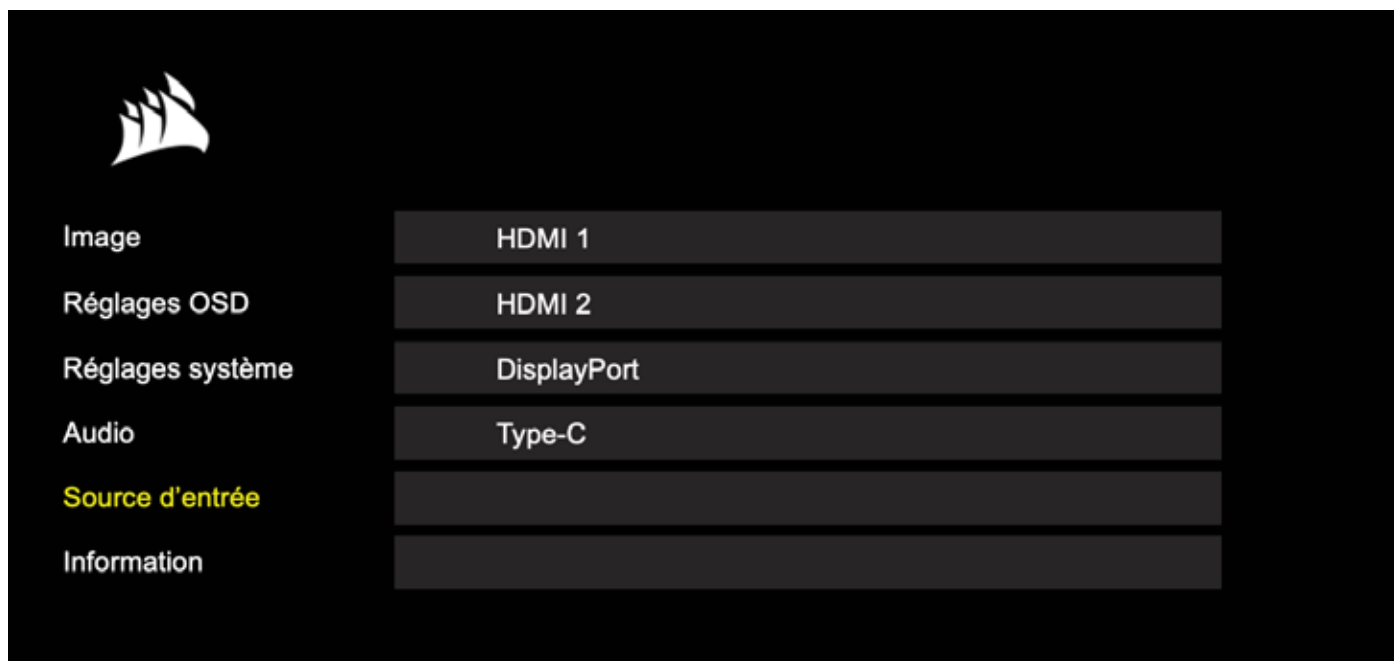 Image
HDMI 1
Réglages OSD
HDMI 2
Réglages système
DisplayPort
Audio
Type-C
Source d’entrée
Information